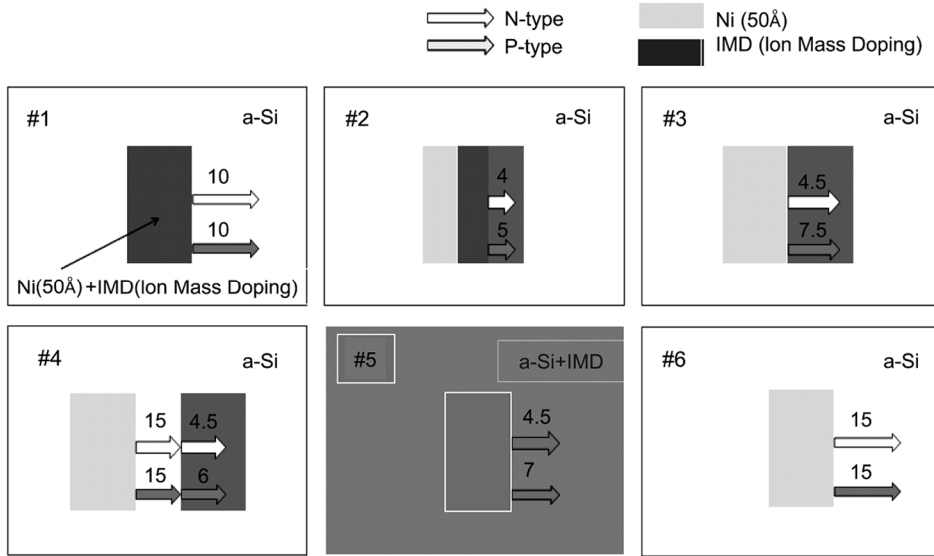 N-type
P-type
Ni (50Å)
IMD (Ion Mass Doping)
#1
a-Si
10
10
Ni(50Å)+IMD(Ion Mass Doping)
#2
a-Si
4
5
#3
a-Si
4.5
7.5
#4
a-Si
15
4.5
15
6
#5
a-Si+IMD
4.5
7
#6
a-Si
15
15